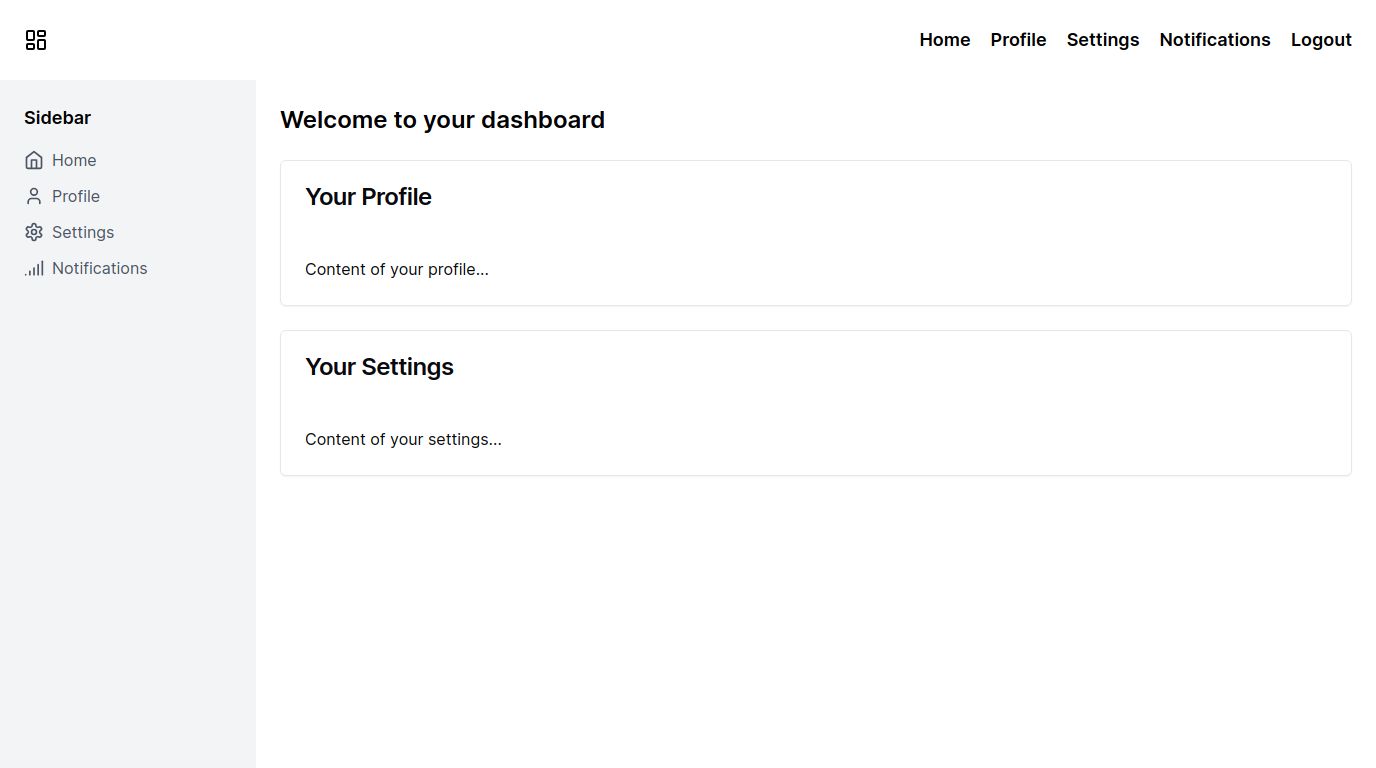 Home Profile Settings Notifications Logout
Sidebar
Home
Profile
Settings
Notifications
Welcome to your dashboard
Your Profile
Content of your profile...
Your Settings
Content of your settings...